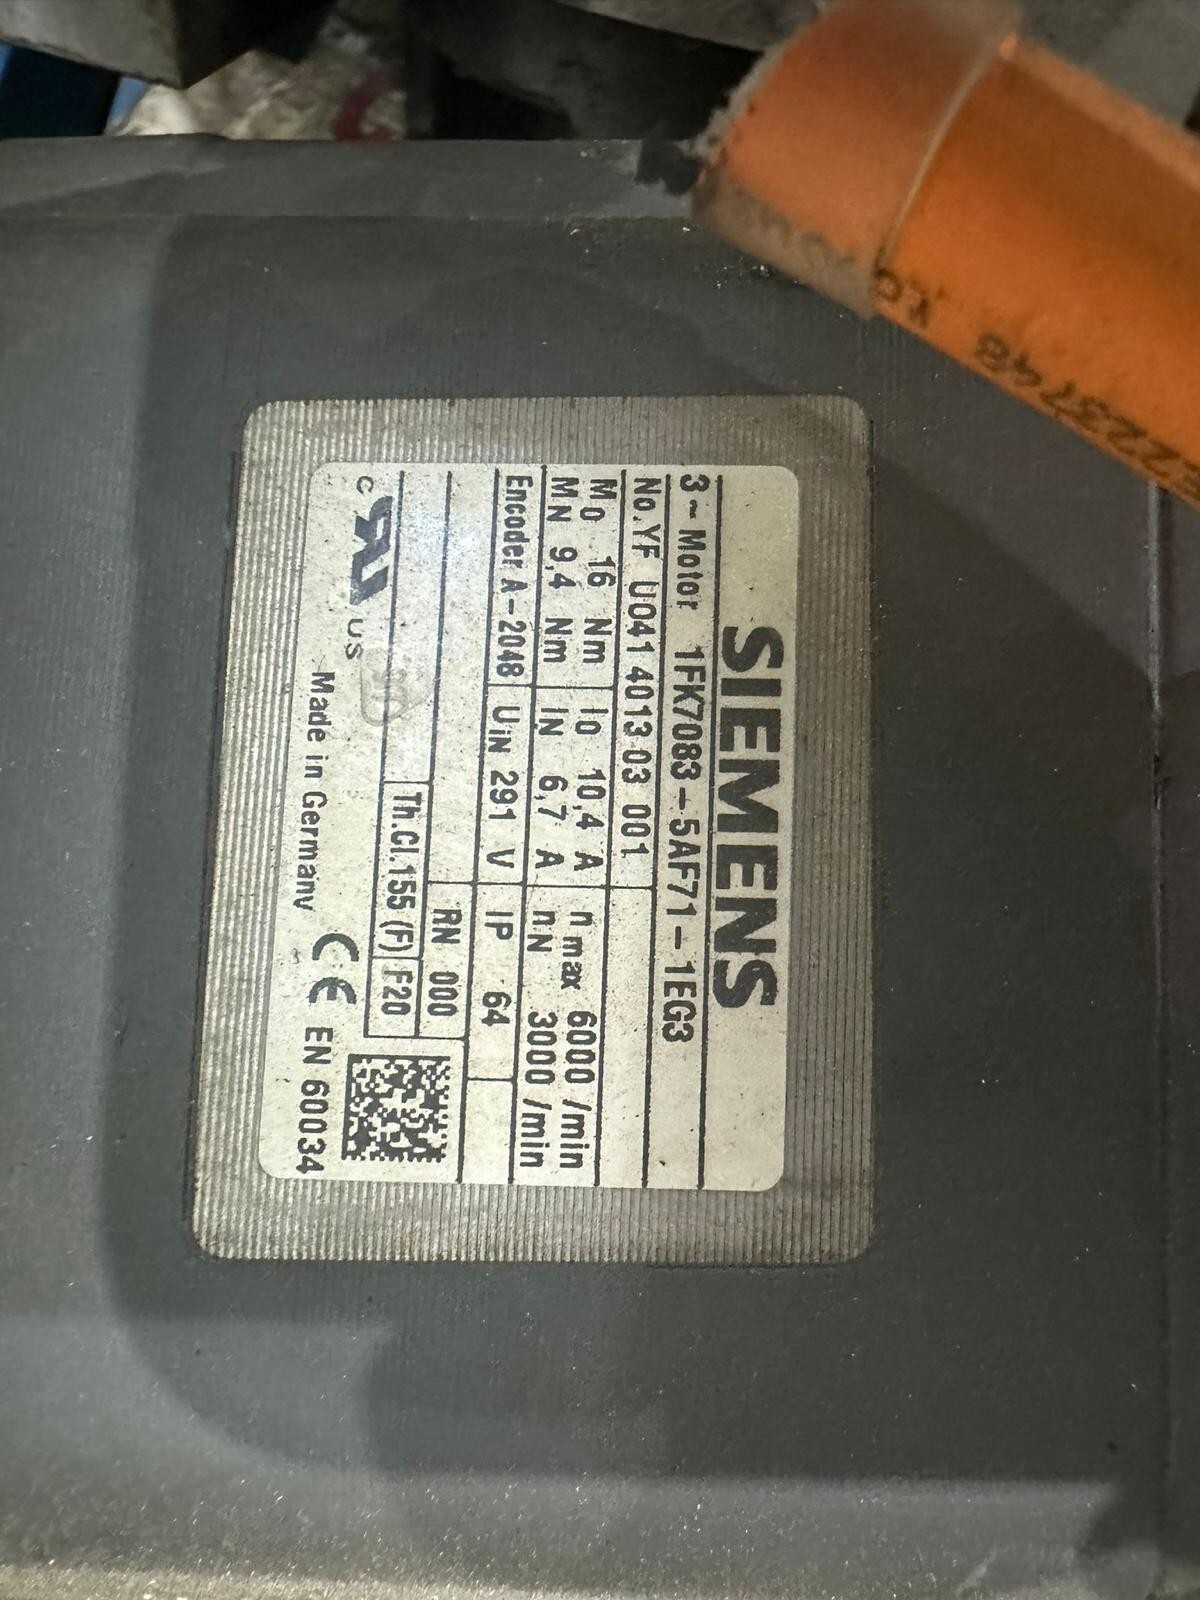 SIEMENS
3~Motor 1FK7083-5AF71-1EG3
No.YF U041 4013 03 001
M0 16 Nm I0 10,4 A n max 6000 /min
MN 9,4 Nm IN 6,7 A nN 3000 /min
Encoder A-2048 UiN 291 V IP 64
RN 000
Th.Cl.155 (F) F20
c UR US
Made in Germany CE EN 60034
E223748